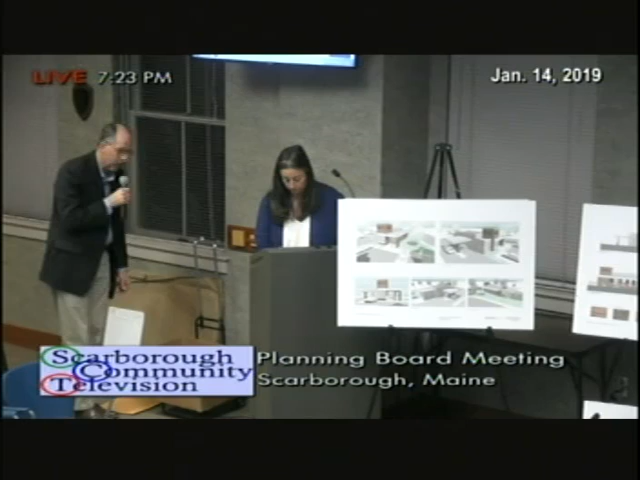 LIVE 7:23 PM
Jan. 14, 2019
Scarborough
Community
Television
Planning Board Meeting
Scarborough, Maine